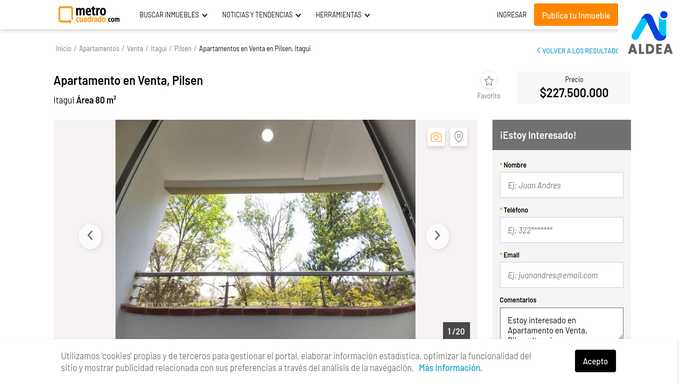 metro
cuadrado.com
BUSCAR INMUEBLES
NOTICIAS Y TENDENCIAS
HERRAMIENTAS
INGRESAR
Publica tu Inmueble
ALDEA
Inicio / Apartamentos / Venta / Itagui / Pilsen / Apartamentos en Venta en Pilsen, Itagui
VOLVER A LOS RESULTAD
Apartamento en Venta, Pilsen
Itagui Área 80 m²
Favorito
Precio
$227.500.000
¡Estoy Interesado!
* Nombre
Ej: Juan Andres
* Teléfono
Ej: 322*******
* Email
Ej: juanandres@email.com
Comentarios
Estoy interesado en
Apartamento en Venta,
1 / 20
Utilizamos 'cookies' propias y de terceros para gestionar el portal, elaborar información estadística, optimizar la funcionalidad del
sitio y mostrar publicidad relacionada con sus preferencias a través del análisis de la navegación. Más Información.
Acepto